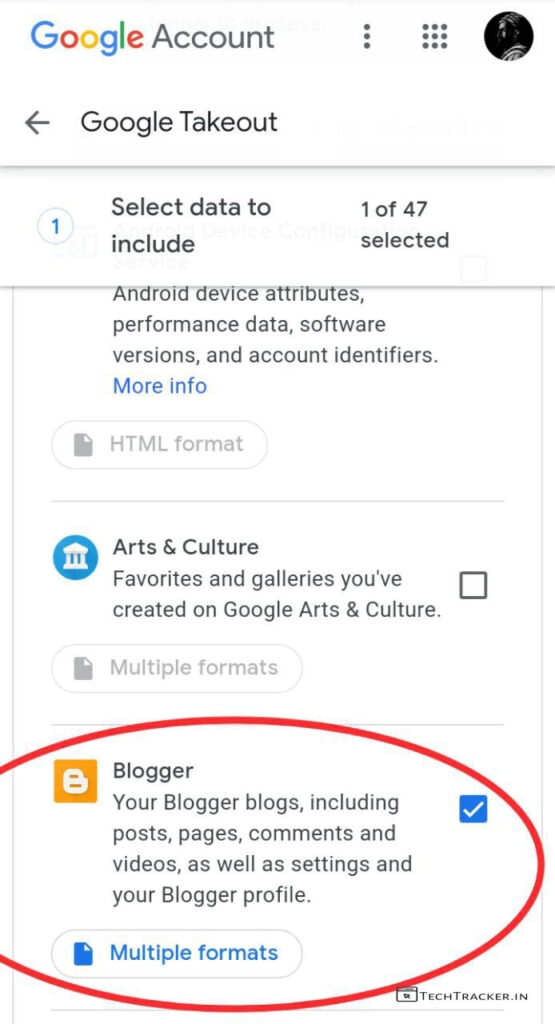 Google Account
Google Takeout
1
Select data to
include
1 of 47
selected
Android Device Configuration
Service
Android device attributes,
performance data, software
versions, and account identifiers.
More info
HTML format
Arts & Culture
Favorites and galleries you've
created on Google Arts & Culture.
Multiple formats
Blogger
Your Blogger blogs, including
posts, pages, comments and
videos, as well as settings and
your Blogger profile.
Multiple formats
TECHTRACKER.IN